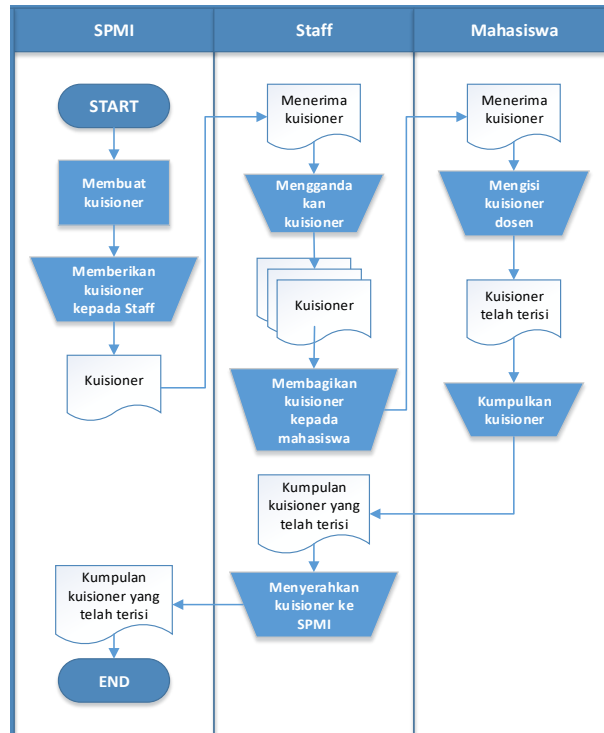 SPMI
Staff
Mahasiswa
START
Membuat
kuisioner
Memberikan
kuisioner
kepada Staff
Kuisioner
Menerima
kuisioner
Mengganda
kan
kuisioner
Kuisioner
Membagikan
kuisioner
kepada
mahasiswa
Menerima
kuisioner
Mengisi
kuisioner
dosen
Kuisioner
telah terisi
Kumpulkan
kuisioner
Kumpulan
kuisioner yang
telah terisi
Menyerahkan
kuisioner ke
SPMI
Kumpulan
kuisioner yang
telah terisi
END